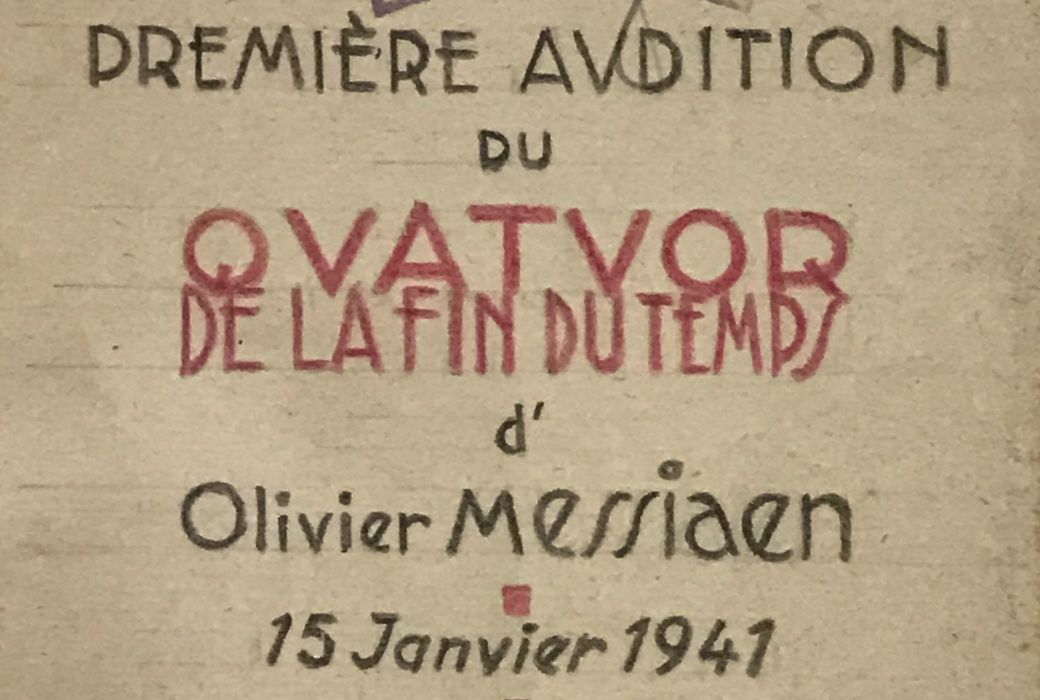 PREMIÈRE AVDITION
DU
QVATVOR
DE LA FIN DU TEMPS
d'
Olivier Messiaen
15 Janvier 1941